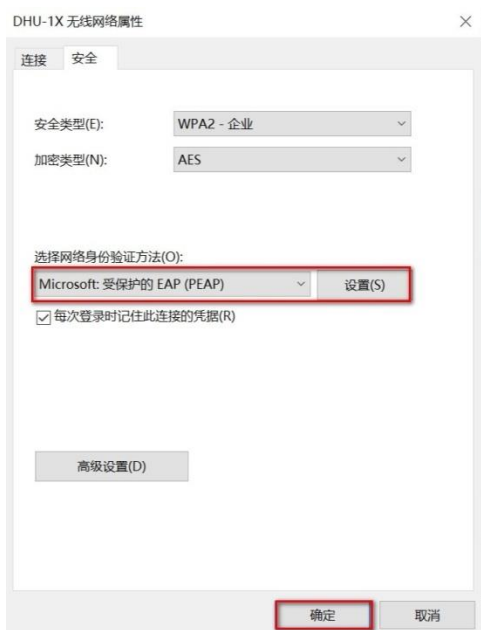 DHU-1X 无线网络属性
连接 安全
安全类型(E): WPA2 - 企业
加密类型(N): AES
选择网络身份验证方法(O):
Microsoft: 受保护的 EAP (PEAP) 设置(S)
每次登录时记住此连接的凭据(R)
高级设置(D)
确定 取消